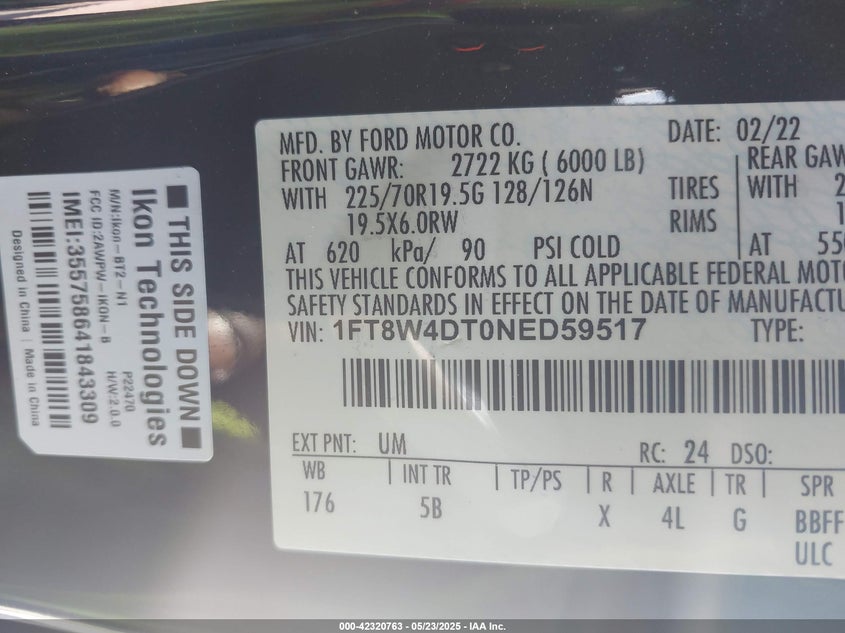 MFD. BY FORD MOTOR CO. DATE: 02/22
FRONT GAWR: 2722 KG ( 6000 LB) REAR GAW
WITH 225/70R19.5G 128/126N TIRES WITH 2
19.5X6.0RW RIMS 1
AT 620 kPa/ 90 PSI COLD AT 550
THIS VEHICLE CONFORMS TO ALL APPLICABLE FEDERAL MOTO
SAFETY STANDARDS IN EFFECT ON THE DATE OF MANUFACTU
VIN: 1FT8W4DT0NED59517 TYPE:
EXT PNT: UM RC: 24 DSO:
WB | INT TR | TP/PS | R | AXLE | TR | SPR
176 5B X 4L G BBFF
ULC
THIS SIDE DOWN
Ikon Technologies
P22470
M/N:Ikon-BT2-N1
H/W:2.0.0
FCC ID:2AWPW-IKON-B
IMEI:355758641843309
Designed in China | Made in China
000-42320763 - 05/23/2025 - IAA Inc.